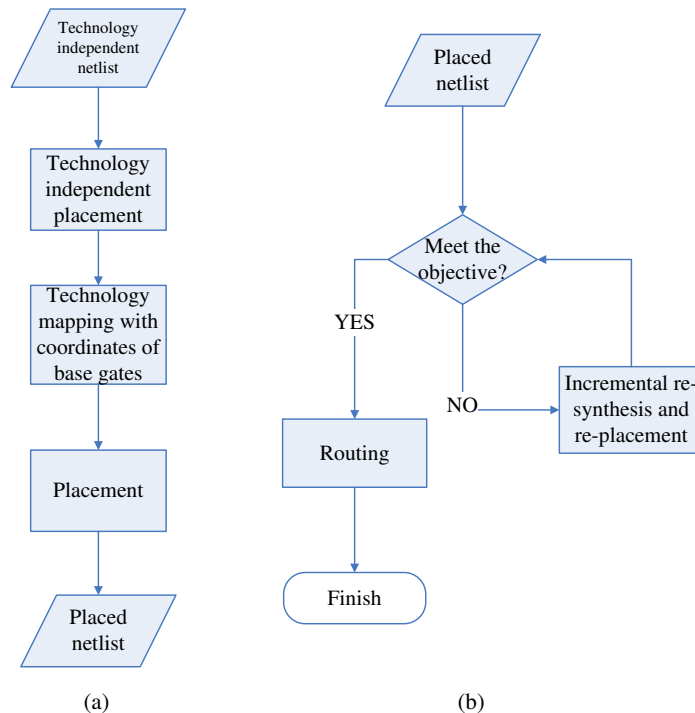 Technology
independent
netlist
Technology
independent
placement
Technology
mapping with
coordinates of
base gates
Placement
Placed
netlist
(a)
Placed
netlist
Meet the
objective?
YES
NO
Incremental re-
synthesis and
re-placement
Routing
Finish
(b)